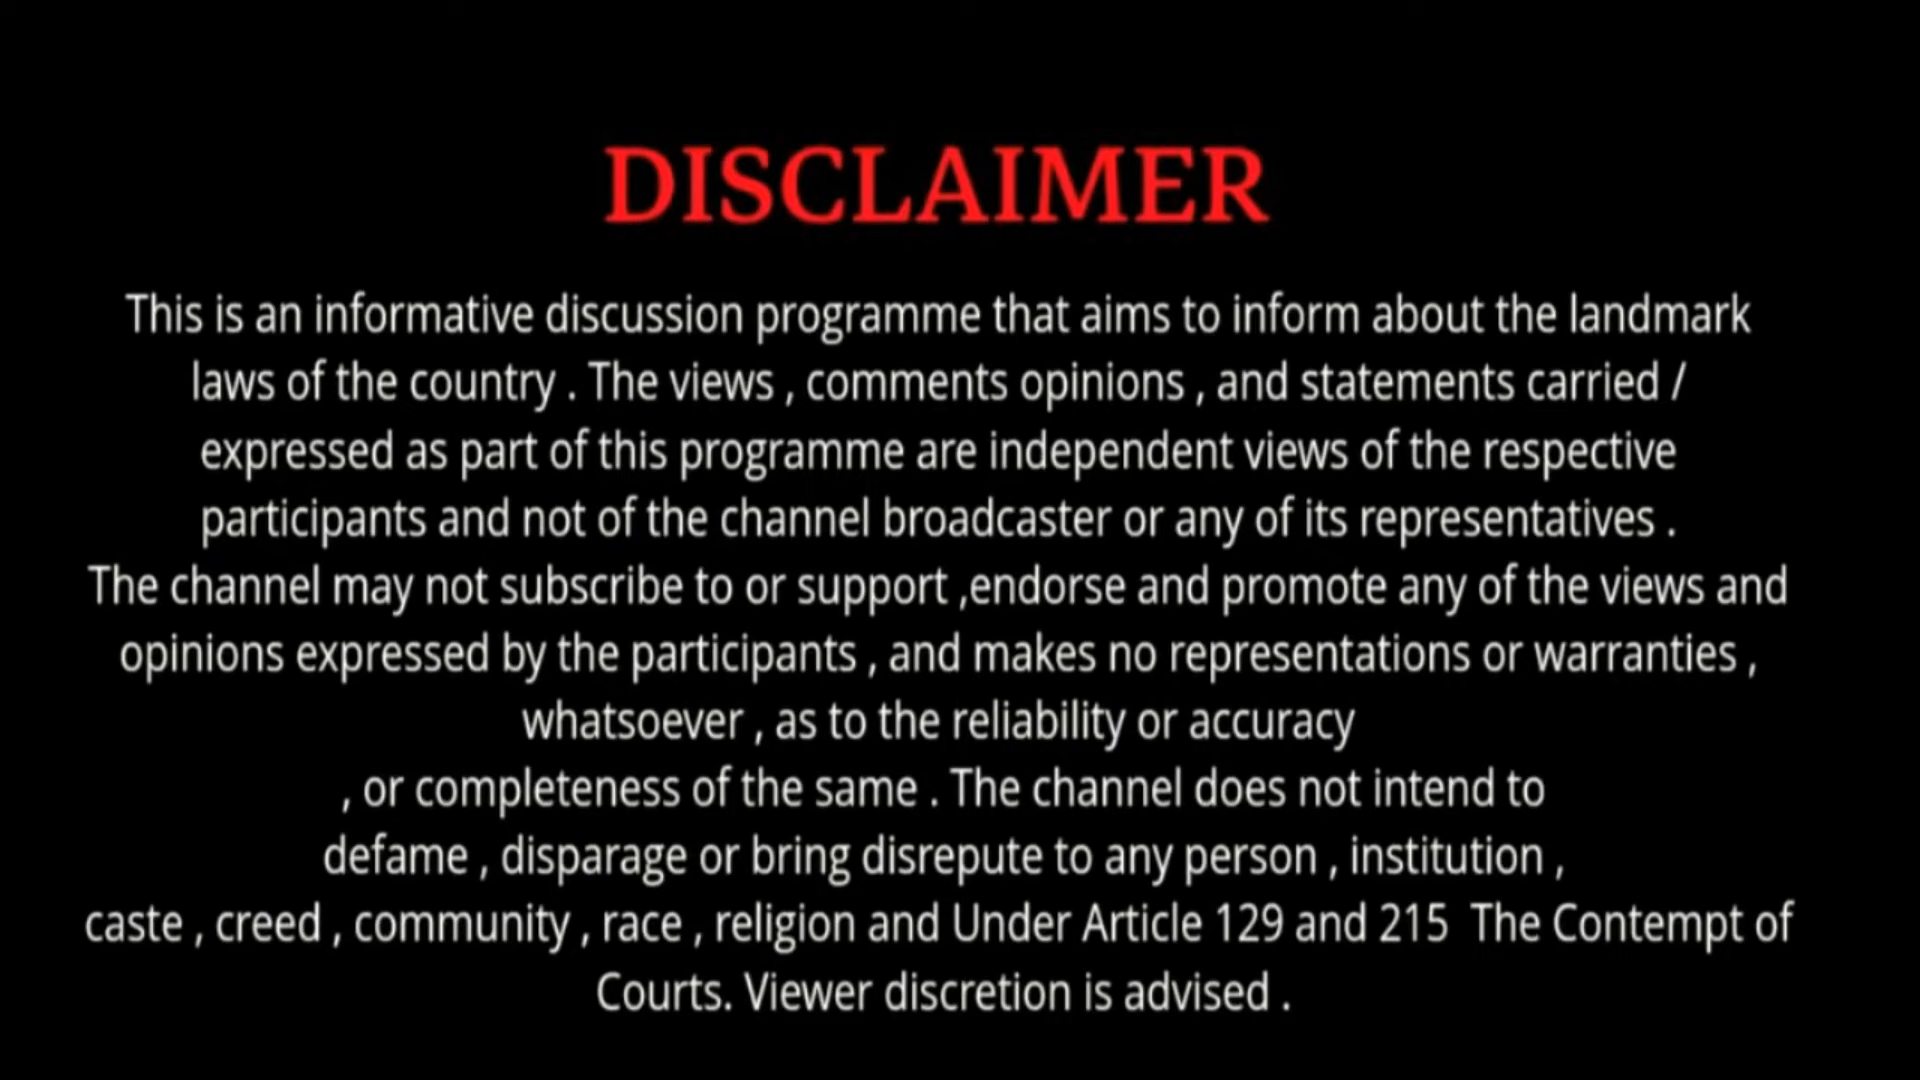 DISCLAIMER
This is an informative discussion programme that aims to inform about the landmark
laws of the country . The views , comments opinions , and statements carried /
expressed as part of this programme are independent views of the respective
participants and not of the channel broadcaster or any of its representatives .
The channel may not subscribe to or support ,endorse and promote any of the views and
opinions expressed by the participants , and makes no representations or warranties ,
whatsoever , as to the reliability or accuracy
, or completeness of the same . The channel does not intend to
defame , disparage or bring disrepute to any person , institution ,
caste , creed , community , race , religion and Under Article 129 and 215  The Contempt of
Courts. Viewer discretion is advised .